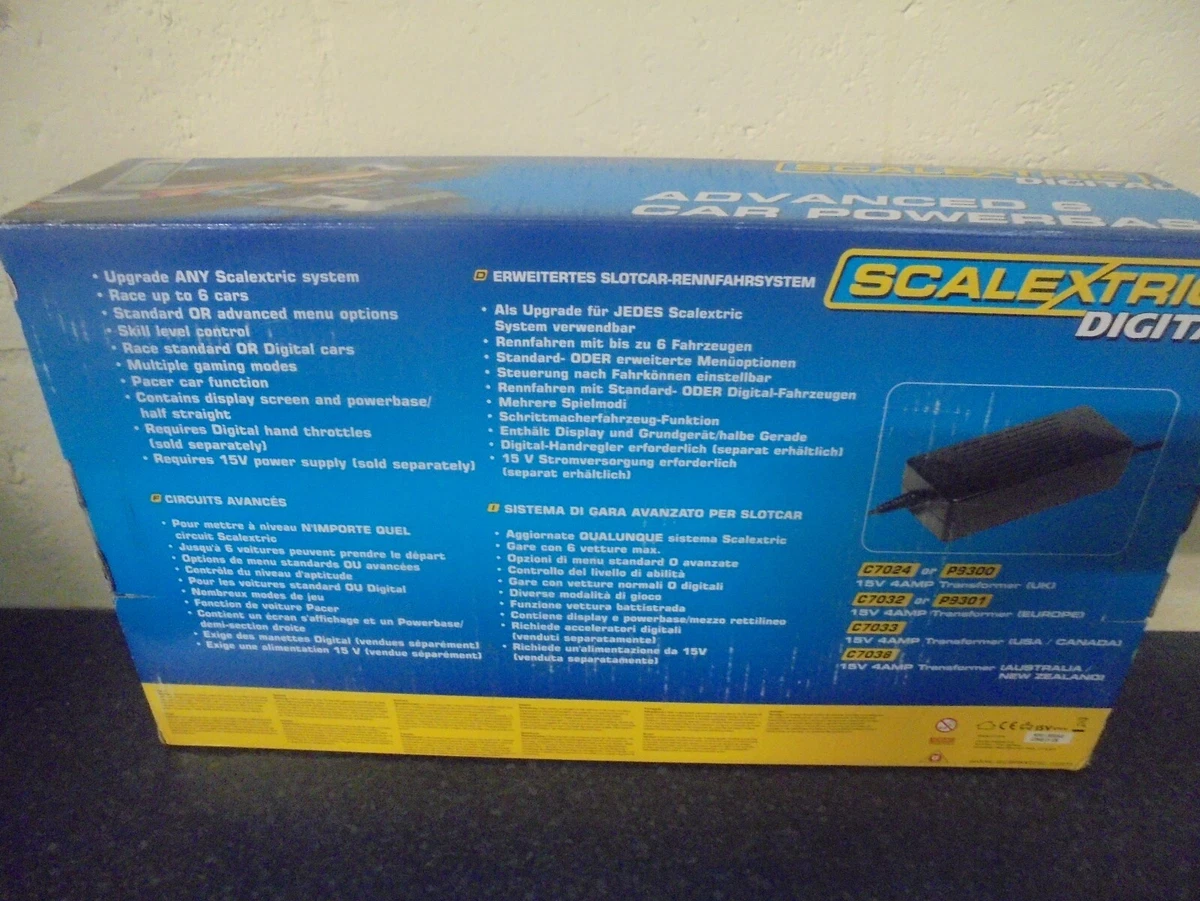 SCALEXTRIC
DIGITAL
ADVANCED 6
CAR POWERBAS
• Upgrade ANY Scalextric system
• Race up to 6 cars
• Standard OR advanced menu options
• Skill level control
• Race standard OR Digital cars
• Multiple gaming modes
• Pacer car function
• Contains display screen and powerbase/
half straight
• Requires Digital hand throttles
(sold separately)
• Requires 15V power supply (sold separately)
D ERWEITERTES SLOTCAR-RENNFAHRSYSTEM
• Als Upgrade für JEDES Scalextric
System verwendbar
• Rennfahren mit bis zu 6 Fahrzeugen
• Standard- ODER erweiterte Menüoptionen
• Steuerung nach Fahrkönnen einstellbar
• Rennfahren mit Standard- ODER Digital-Fahrzeugen
• Mehrere Spielmodi
• Schrittmacherfahrzeug-Funktion
• Enthält Display und Grundgerät/halbe Gerade
• Digital-Handregler erforderlich (separat erhältlich)
• 15 V Stromversorgung erforderlich
(separat erhältlich)
F CIRCUITS AVANCÉS
• Pour mettre à niveau N'IMPORTE QUEL
circuit Scalextric
• Jusqu'à 6 voitures peuvent prendre le départ
• Options de menu standards OU avancées
• Contrôle du niveau d'aptitude
• Pour les voitures standard OU Digital
• Nombreux modes de jeu
• Fonction de voiture Pacer
• Contient un écran d'affichage et un Powerbase/
demi-section droite
• Exige des manettes Digital (vendues séparément)
• Exige une alimentation 15 V (vendue séparément)
I SISTEMA DI GARA AVANZATO PER SLOTCAR
• Aggiornate QUALUNQUE sistema Scalextric
• Gare con 6 vetture max.
• Opzioni di menu standard O avanzate
• Controllo del livello di abilità
• Gare con vetture normali O digitali
• Diverse modalità di gioco
• Funzione vettura battistrada
• Contiene display e powerbase/mezzo rettilineo
• Richiede acceleratori digitali
(venduti separatamente)
• Richiede un'alimentazione da 15V
(venduta separatamente)
SCALEXTRIC
DIGIT
C7024 or P9300
15V 4AMP Transformer (UK)
C7032 or P9301
15V 4AMP Transformer (EUROPE)
C7033
15V 4AMP Transformer (USA / CANADA)
C7038
15V 4AMP Transformer (AUSTRALIA /
NEW ZEALAND)
CE